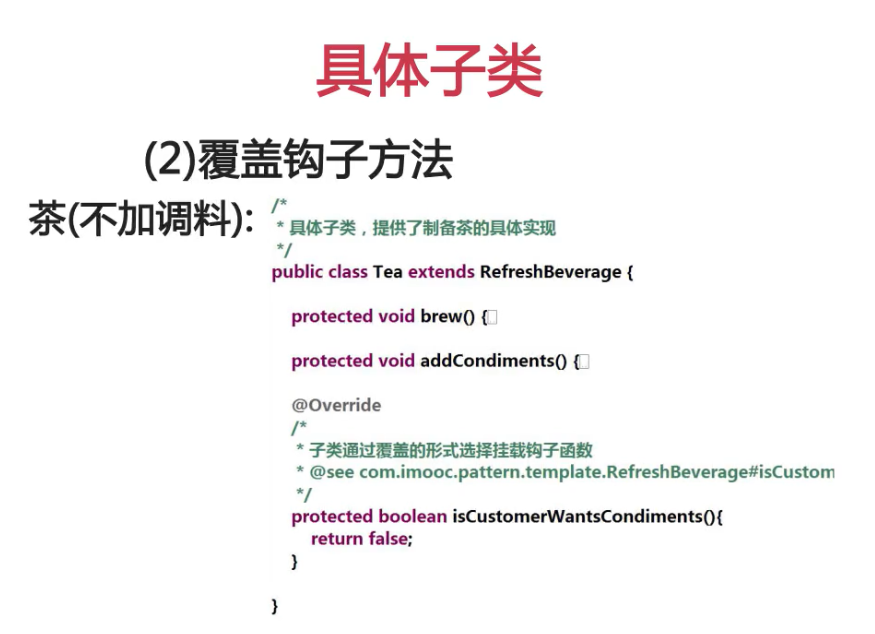 具体子类
(2)覆盖钩子方法
茶(不加调料):
/*
* 具体子类，提供了制备茶的具体实现
*/
public class Tea extends RefreshBeverage {
protected void brew() {
protected void addCondiments() {
@Override
/*
* 子类通过覆盖的形式选择挂载钩子函数
* @see com.imooc.pattern.template.RefreshBeverage#isCustom
*/
protected boolean isCustomerWantsCondiments(){
return false;
}
}